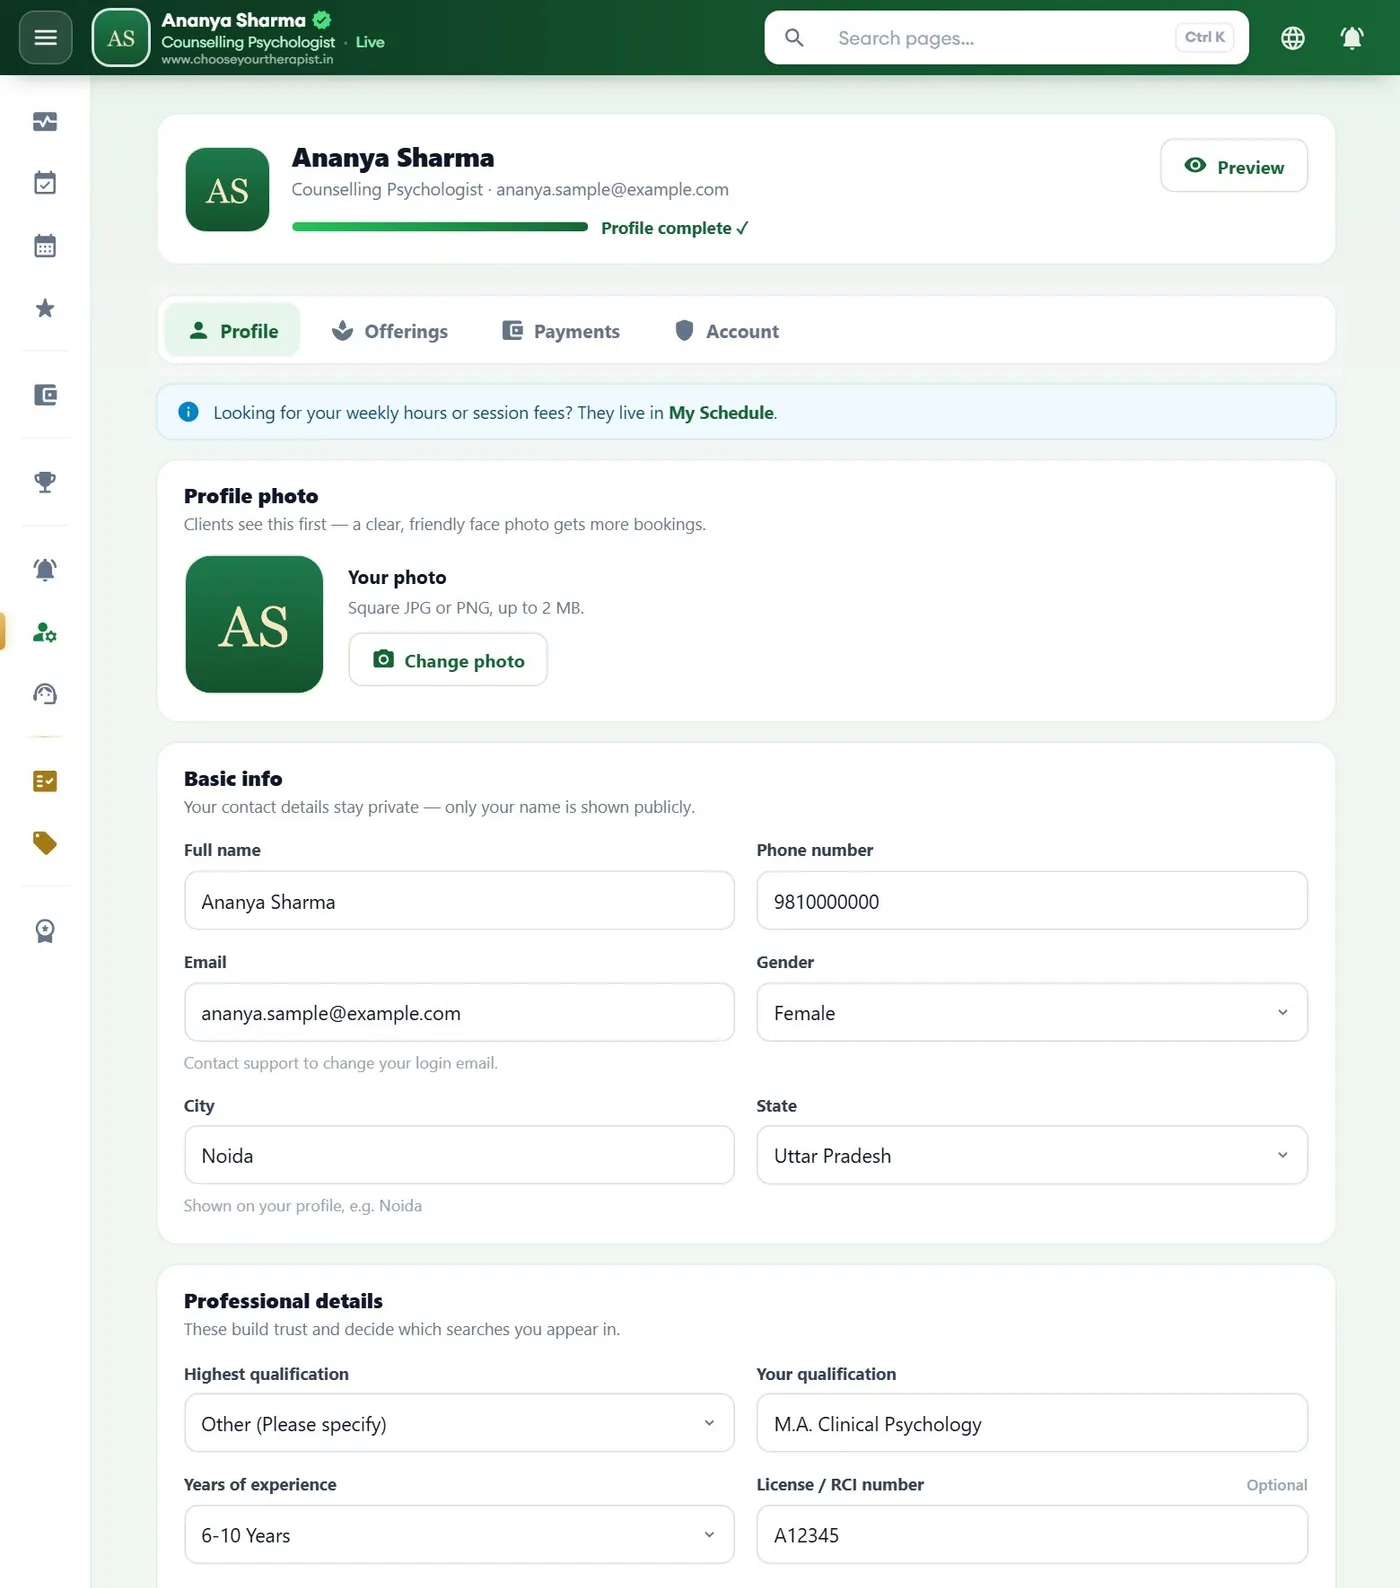 AS
Ananya Sharma
Counselling Psychologist · Live
www.chooseyourtherapist.in
Search pages...
Ctrl K
AS
Ananya Sharma
Counselling Psychologist · ananya.sample@example.com
Profile complete ✓
Preview
Profile
Offerings
Payments
Account
Looking for your weekly hours or session fees? They live in My Schedule.
Profile photo
Clients see this first — a clear, friendly face photo gets more bookings.
AS
Your photo
Square JPG or PNG, up to 2 MB.
Change photo
Basic info
Your contact details stay private — only your name is shown publicly.
Full name
Phone number
Ananya Sharma
9810000000
Email
Gender
ananya.sample@example.com
Female
Contact support to change your login email.
City
State
Noida
Uttar Pradesh
Shown on your profile, e.g. Noida
Professional details
These build trust and decide which searches you appear in.
Highest qualification
Your qualification
Other (Please specify)
M.A. Clinical Psychology
Years of experience
License / RCI number
Optional
6-10 Years
A12345